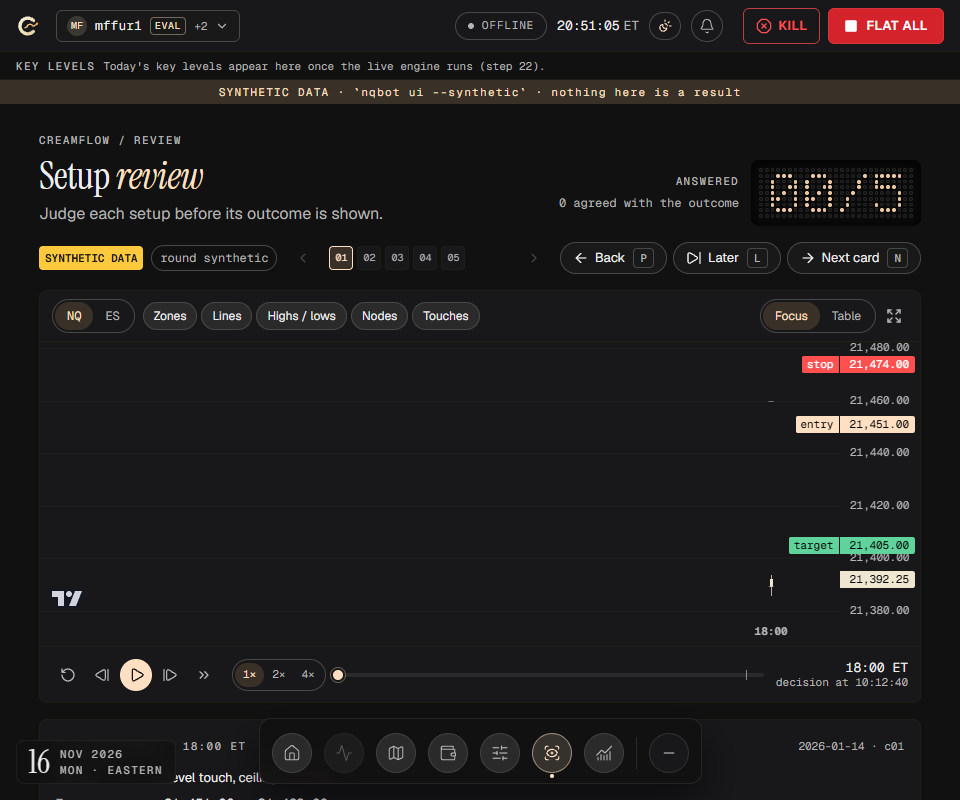 MF mffur1 EVAL +2
OFFLINE
20:51:05 ET
KILL
FLAT ALL
KEY LEVELS Today's key levels appear here once the live engine runs (step 22).
SYNTHETIC DATA · `nqbot ui --synthetic` · nothing here is a result
CREAMFLOW / REVIEW
Setup review
Judge each setup before its outcome is shown.
ANSWERED
0 agreed with the outcome
00/5
SYNTHETIC DATA
round synthetic
01 02 03 04 05
Back P
Later L
Next card N
NQ ES
Zones
Lines
Highs / lows
Nodes
Touches
Focus Table
21,480.00
stop 21,474.00
21,460.00
entry 21,451.00
21,440.00
21,420.00
target 21,405.00
21,400.00
21,392.25
21,380.00
18:00
1× 2× 4×
18:00 ET
decision at 10:12:40
18:00 ET
2026-01-14 · c01
16 NOV 2026
MON · EASTERN